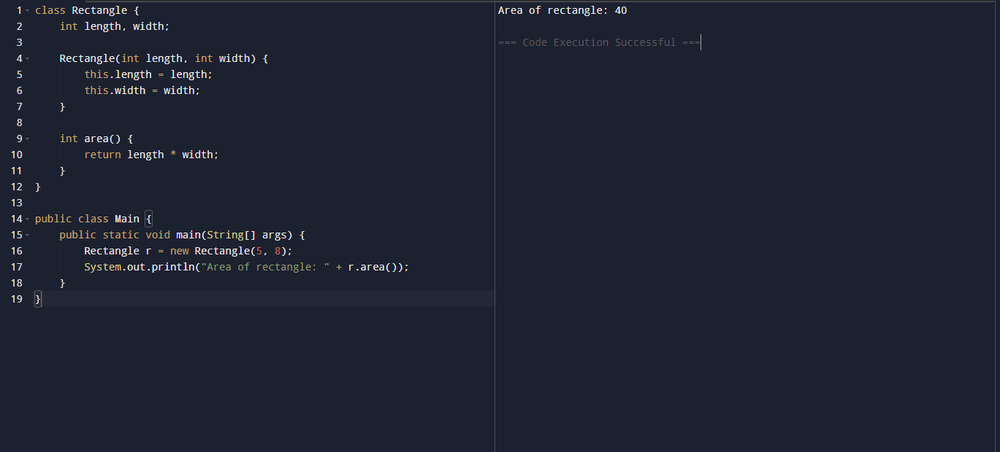 1 class Rectangle {
2     int length, width;
3
4     Rectangle(int length, int width) {
5         this.length = length;
6         this.width = width;
7     }
8
9     int area() {
10         return length * width;
11     }
12 }
13
14 public class Main {
15     public static void main(String[] args) {
16         Rectangle r = new Rectangle(5, 8);
17         System.out.println("Area of rectangle: " + r.area());
18     }
19 }
Area of rectangle: 40
=== Code Execution Successful ===